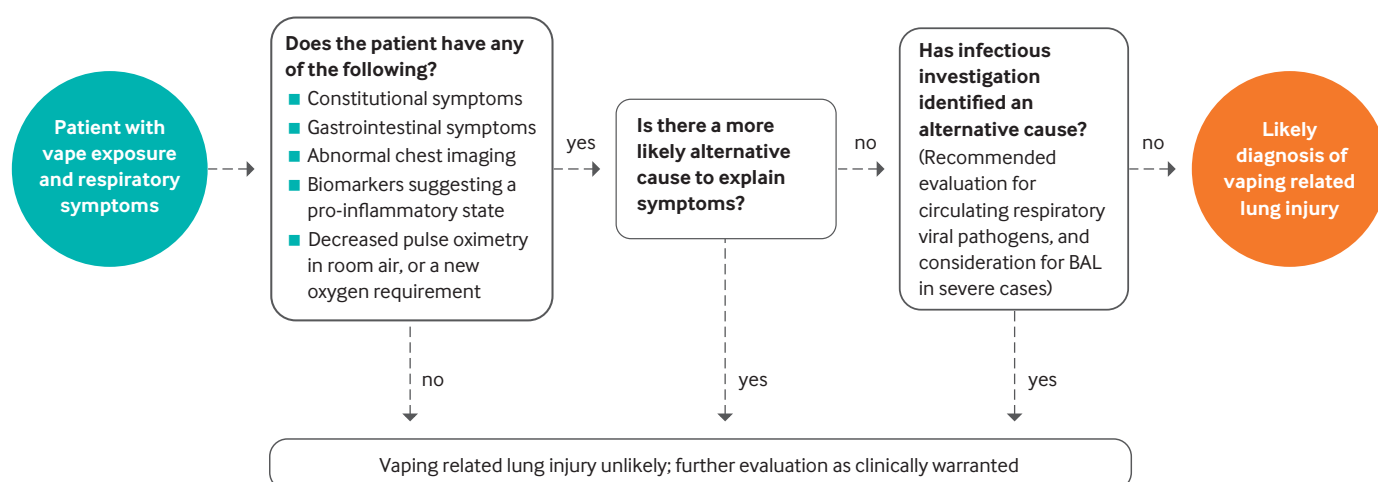 Patient with
vape exposure
and respiratory
symptoms
Does the patient have any
of the following?
Constitutional symptoms
Gastrointestinal symptoms
Abnormal chest imaging
Biomarkers suggesting a
pro-inflammatory state
Decreased pulse oximetry
in room air, or a new
oxygen requirement
yes
no
Is there a more
likely alternative
cause to explain
symptoms?
no
yes
Has infectious
investigation
identified an
alternative cause?
(Recommended
evaluation for
circulating respiratory
viral pathogens, and
consideration for BAL
in severe cases)
no
yes
Likely
diagnosis of
vaping related
lung injury
Vaping related lung injury unlikely; further evaluation as clinically warranted